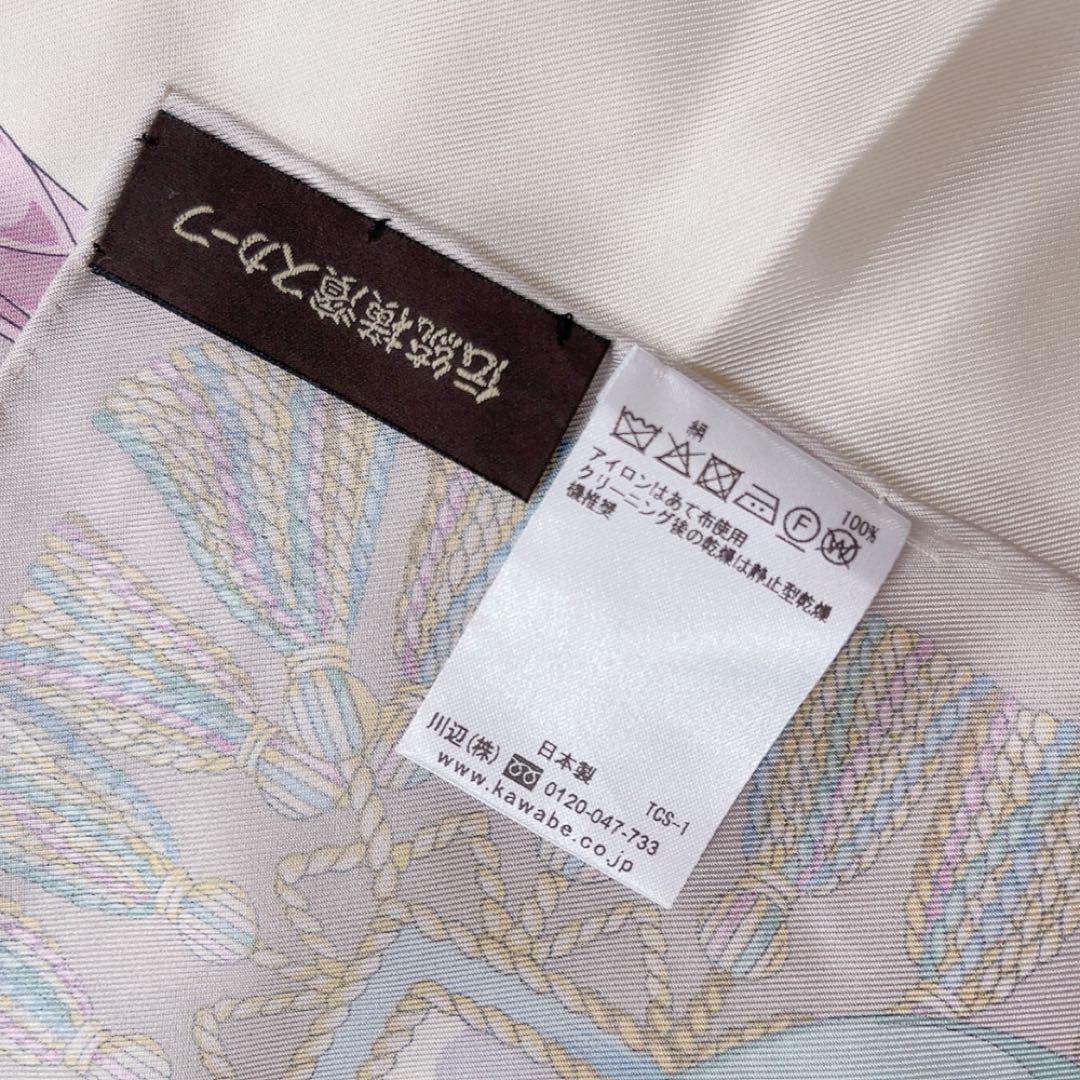 伝統横濱スカーフ
絹 100%
F W
アイロンはあて布使用
クリーニング後の乾燥は静止型乾燥
機推奨
日本製 TCS-1
川辺(株) 0120-047-733
www.kawabe.co.jp